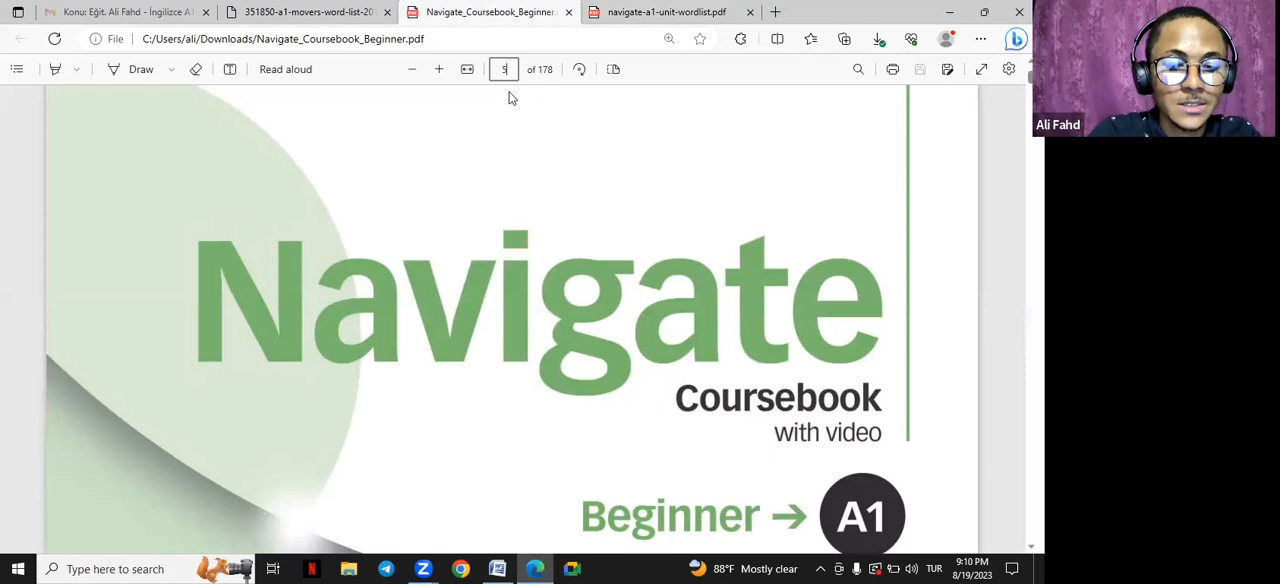 Konu: Eğit. Ali Fahd - İngilizce A1
351850-a1-movers-word-list-201
Navigate_Coursebook_Beginner.
navigate-a1-unit-wordlist.pdf
File
C:/Users/ali/Downloads/Navigate_Coursebook_Beginner.pdf
Draw
Read aloud
5 of 178
Ali Fahd
Navigate
Coursebook
with video
Beginner → A1
Type here to search
88°F Mostly clear
TUR
9:10 PM
8/19/2023